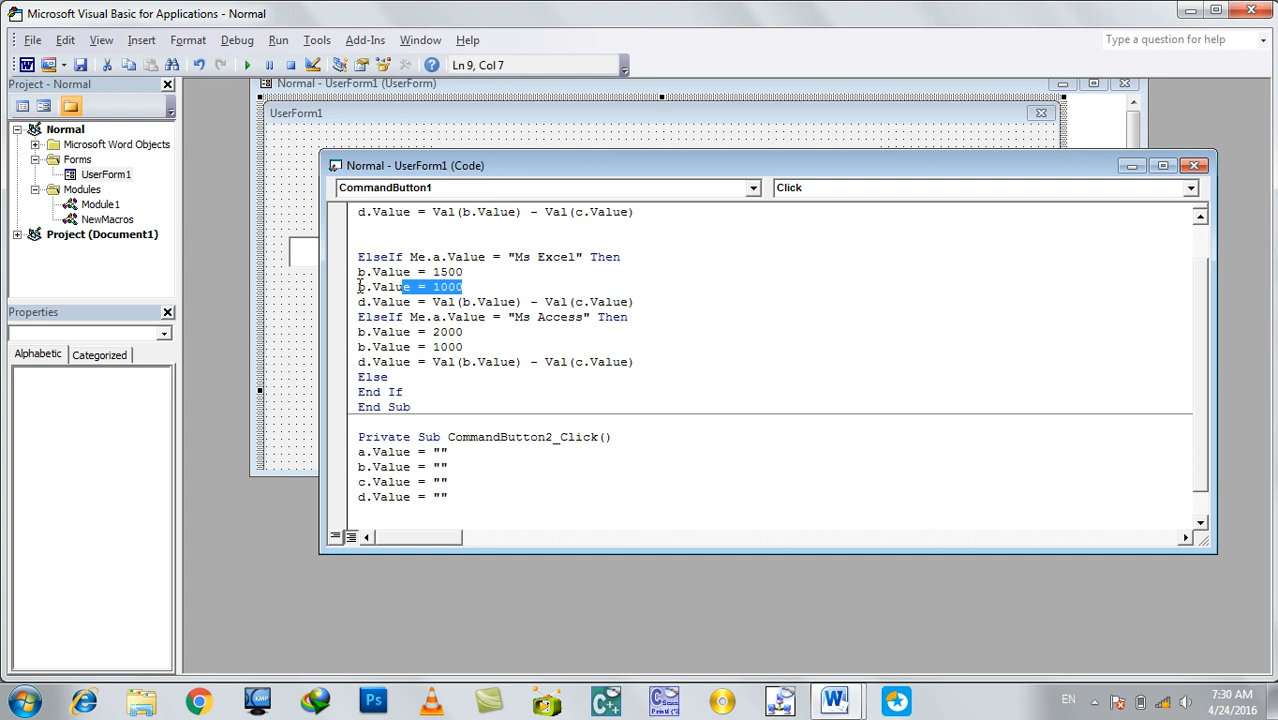 Microsoft Visual Basic for Applications - Normal
File Edit View Insert Format Debug Run Tools Add-Ins Window Help
Type a question for help
Ln 9, Col 7
Project - Normal
Normal
Microsoft Word Objects
Forms
UserForm1
Modules
Module1
NewMacros
Project (Document1)
Properties
Alphabetic Categorized
Normal - UserForm1 (UserForm)
UserForm1
Normal - UserForm1 (Code)
CommandButton1
Click
d.Value = Val(b.Value) - Val(c.Value)
ElseIf Me.a.Value = "Ms Excel" Then
b.Value = 1500
b.Value = 1000
d.Value = Val(b.Value) - Val(c.Value)
ElseIf Me.a.Value = "Ms Access" Then
b.Value = 2000
b.Value = 1000
d.Value = Val(b.Value) - Val(c.Value)
Else
End If
End Sub
Private Sub CommandButton2_Click()
a.Value = ""
b.Value = ""
c.Value = ""
d.Value = ""
EN
7:30 AM
4/24/2016